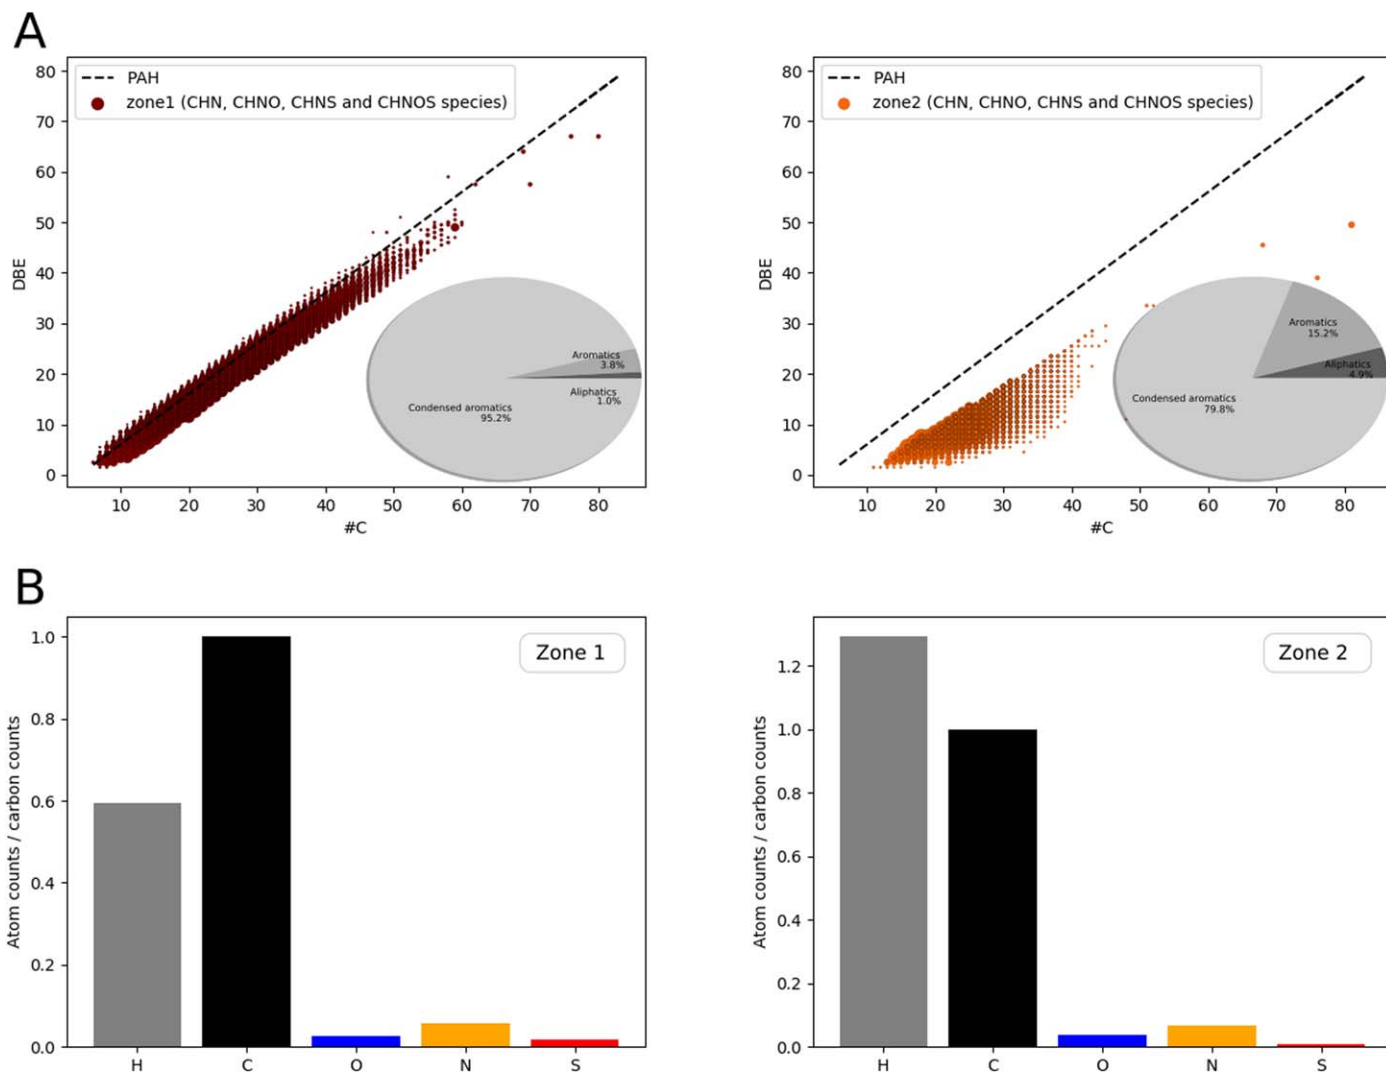 A
PAH
zone1 (CHN, CHNO, CHNS and CHNOS species)
DBE
80
70
60
50
40
30
20
10
0
Aromatics
3.8%
Aliphatics
1.0%
Condensed aromatics
95.2%
10 20 30 40 50 60 70 80
#C
PAH
zone2 (CHN, CHNO, CHNS and CHNOS species)
DBE
80
70
60
50
40
30
20
10
0
Aromatics
15.2%
Aliphatics
4.9%
Condensed aromatics
79.8%
10 20 30 40 50 60 70 80
#C
B
Zone 1
Atom counts / carbon counts
1.0
0.8
0.6
0.4
0.2
0.0
H C O N S
Zone 2
Atom counts / carbon counts
1.2
1.0
0.8
0.6
0.4
0.2
0.0
H C O N S